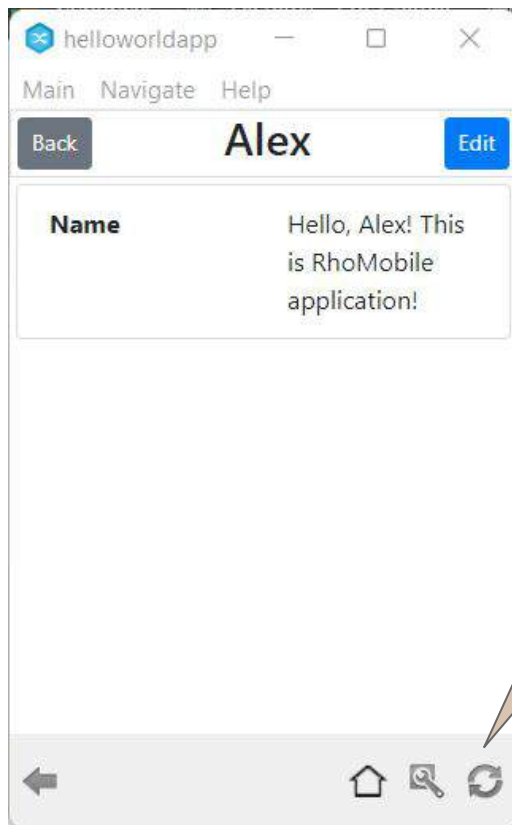 helloworldapp
Main Navigate Help
Back Alex Edit
Name Hello, Alex! This
is RhoMobile
application!